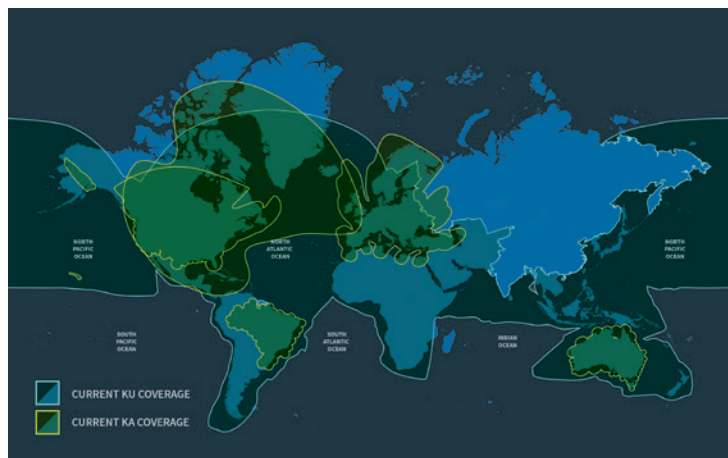 NORTH
PACIFIC
OCEAN
NORTH
ATLANTIC
OCEAN
NORTH
PACIFIC
OCEAN
SOUTH
PACIFIC
OCEAN
SOUTH
ATLANTIC
OCEAN
INDIAN
OCEAN
CURRENT KU COVERAGE
CURRENT KA COVERAGE